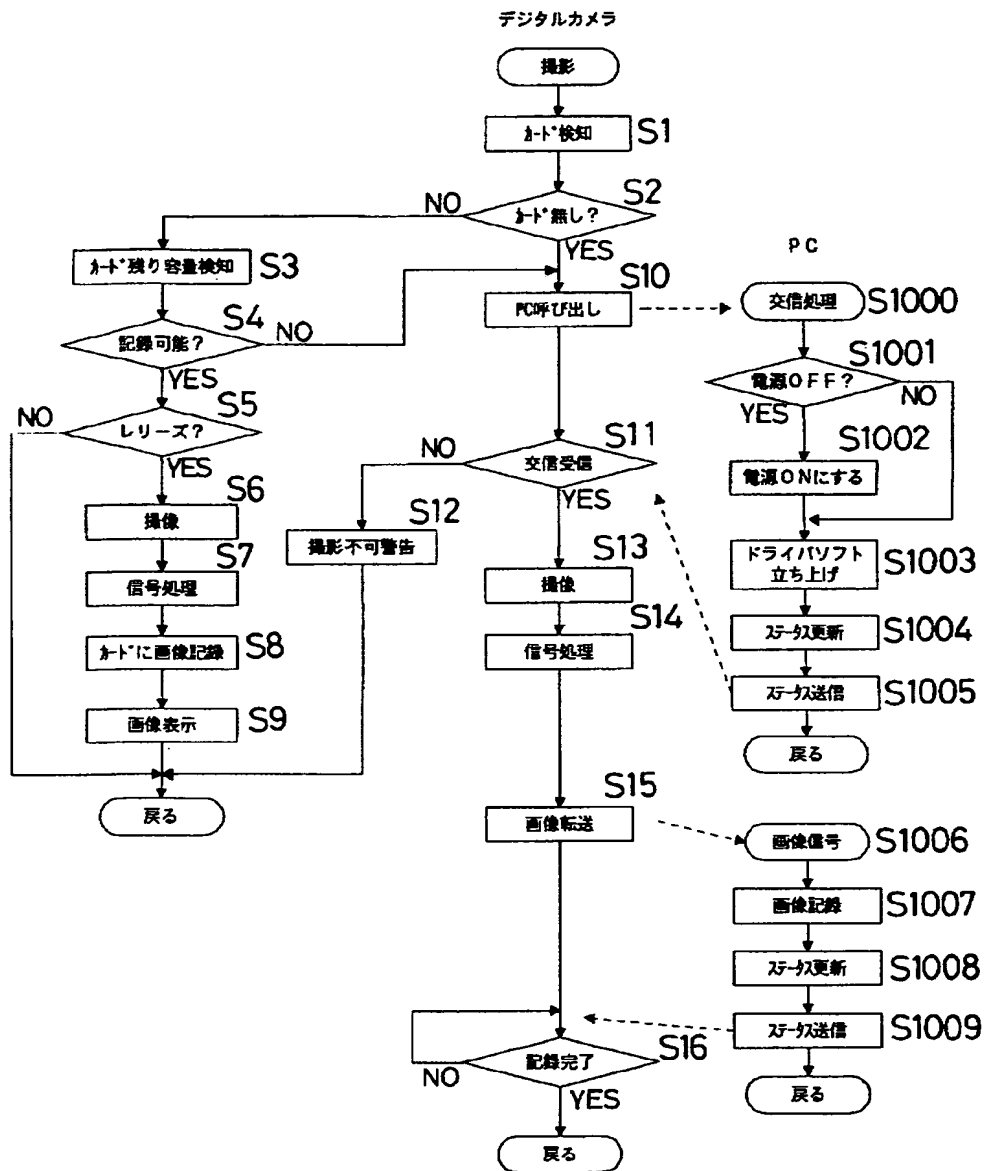 デジタルカメラ
撮影
カード検知
S1
カード無し?
S2
NO
YES
カード残り容量検知
S3
記録可能?
S4
NO
YES
レリーズ?
S5
NO
YES
撮像
S6
信号処理
S7
カードに画像記録
S8
画像表示
S9
戻る
PC呼び出し
S10
交信受信
S11
NO
YES
撮影不可警告
S12
撮像
S13
信号処理
S14
画像転送
S15
記録完了
S16
NO
YES
戻る
PC
交信処理
S1000
電源OFF?
S1001
YES
NO
電源ONにする
S1002
ドライバソフト
立ち上げ
S1003
ステータス更新
S1004
ステータス送信
S1005
戻る
画像信号
S1006
画像記録
S1007
ステータス更新
S1008
ステータス送信
S1009
戻る